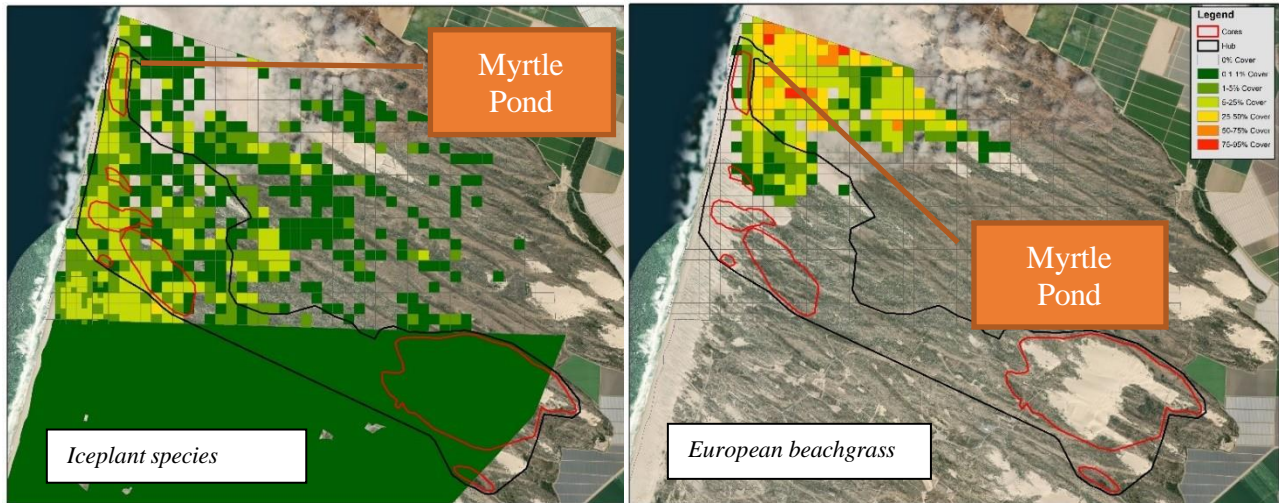 Myrtle
Pond
Iceplant species
Myrtle
Pond
European beachgrass
Legend
Cores
Hub
0% Cover
0.1-1% Cover
1-5% Cover
5-25% Cover
25-50% Cover
50-75% Cover
75-95% Cover